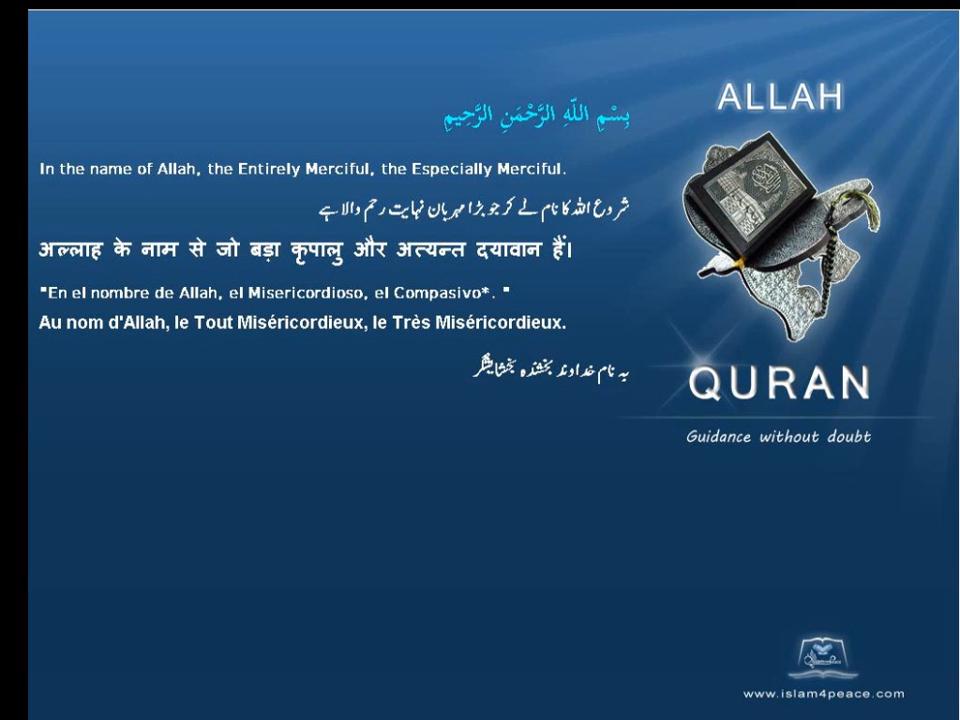 بِسْمِ اللّهِ الرَّحْمَنِ الرَّحِيمِ
In the name of Allah, the Entirely Merciful, the Especially Merciful.
شروع الله کا نام لے کر جو بڑا مہربان نہایت رحم والا ہے
अल्लाह के नाम से जो बड़ा कृपालु और अत्यन्त दयावान हैं।
"En el nombre de Allah, el Misericordioso, el Compasivo*. "
Au nom d'Allah, le Tout Miséricordieux, le Très Miséricordieux.
به نام خداوند بخشنده بخشایشگر
ALLAH
QURAN
Guidance without doubt
www.islam4peace.com